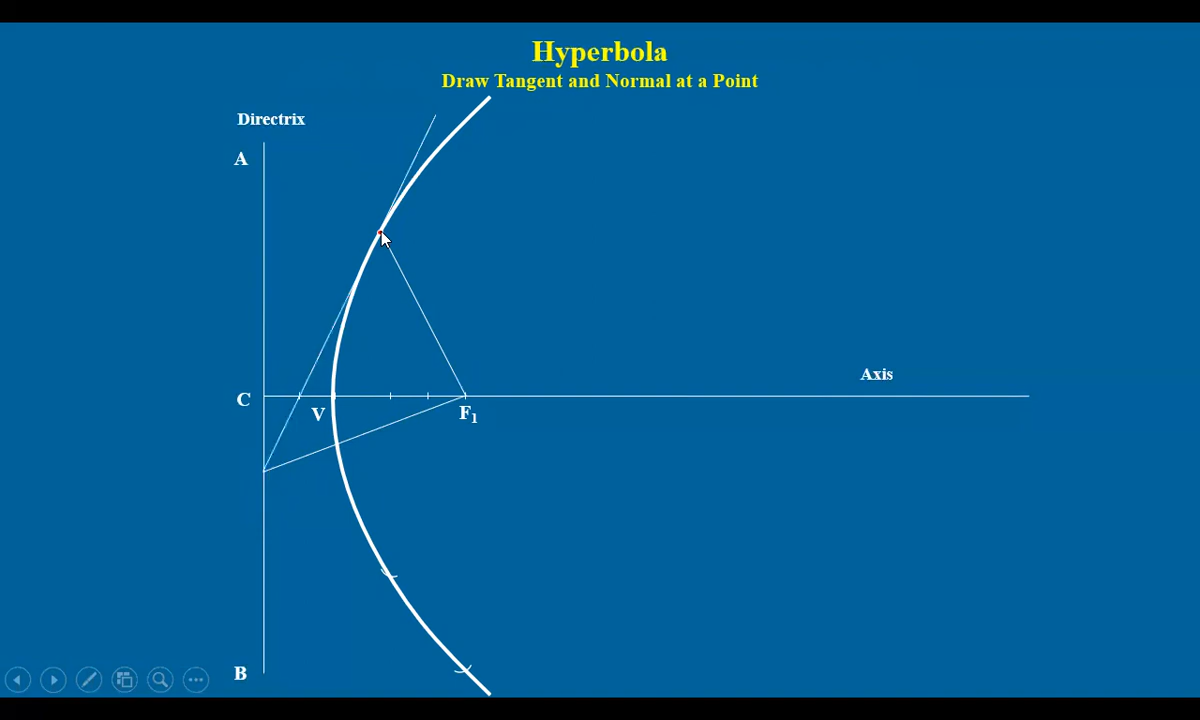 Hyperbola
Draw Tangent and Normal at a Point
Directrix
A
Axis
C
V
F₁
B